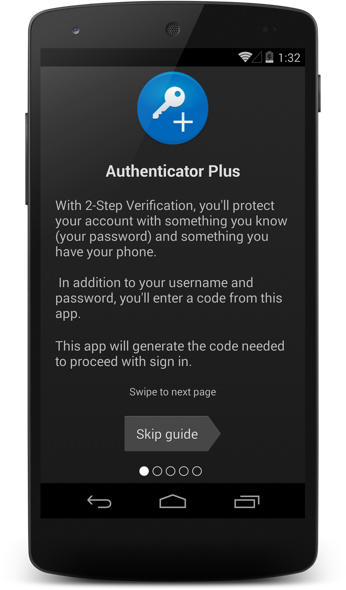 1:32
Authenticator Plus
With 2-Step Verification, you'll protect
your account with something you know
(your password) and something you
have your phone.
In addition to your username and
password, you'll enter a code from this
app.
This app will generate the code needed
to proceed with sign in.
Swipe to next page
Skip guide